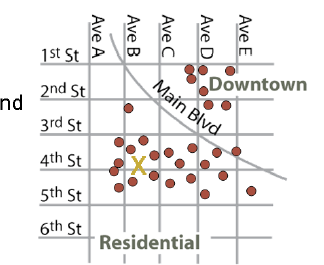 Ave A
Ave B
Ave C
Ave D
Ave E
1st St
2nd St
3rd St
4th St
5th St
6th St
Main Blvd
Downtown
nd
X
Residential